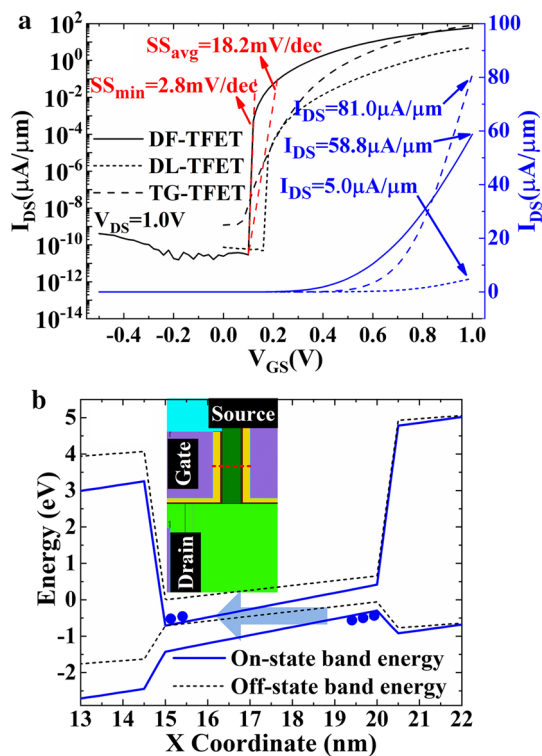 a
I_DS(μA/μm)
10^2
10^0
10^-2
10^-4
10^-6
10^-8
10^-10
10^-12
10^-14
SS_avg=18.2mV/dec
SS_min=2.8mV/dec
DF-TFET
DL-TFET
TG-TFET
V_DS=1.0V
I_DS=81.0μA/μm
I_DS=58.8μA/μm
I_DS=5.0μA/μm
100
80
60
40
20
0
I_DS(μA/μm)
-0.4 -0.2 0.0 0.2 0.4 0.6 0.8 1.0
V_GS(V)
b
Energy (eV)
5
4
3
2
1
0
-1
-2
Source
Gate
Drain
On-state band energy
Off-state band energy
13 14 15 16 17 18 19 20 21 22
X Coordinate (nm)